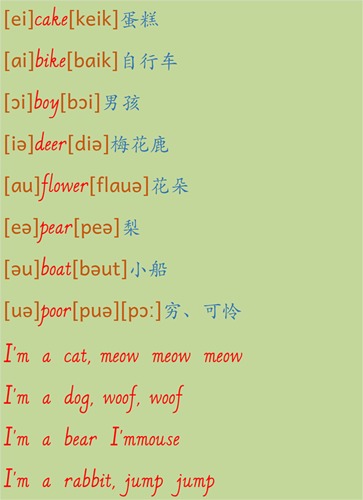 [ei]cake[keik]蛋糕
[ai]bike[baik]自行车
[ɔi]boy[bɔi]男孩
[iə]deer[diə]梅花鹿
[au]flower[flauə]花朵
[eə]pear[peə]梨
[əu]boat[bəut]小船
[uə]poor[puə][pɔː]穷、可怜
I'm a cat, meow meow meow
I'm a dog, woof, woof
I'm a bear I'mmouse
I'm a rabbit, jump jump